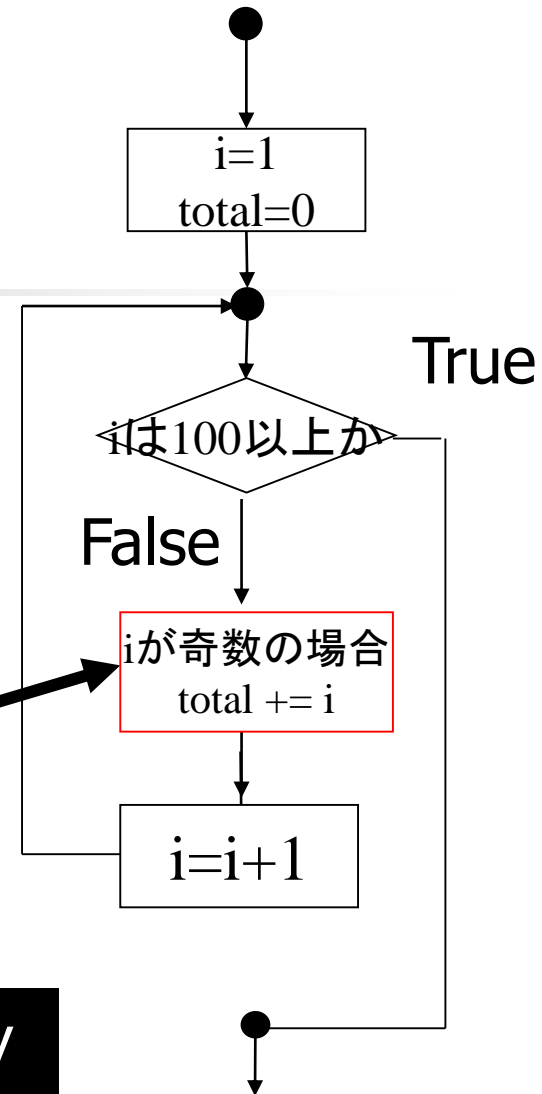 i=1
total=0
True
iは100以上か
False
iが奇数の場合
total += i
i=i+1